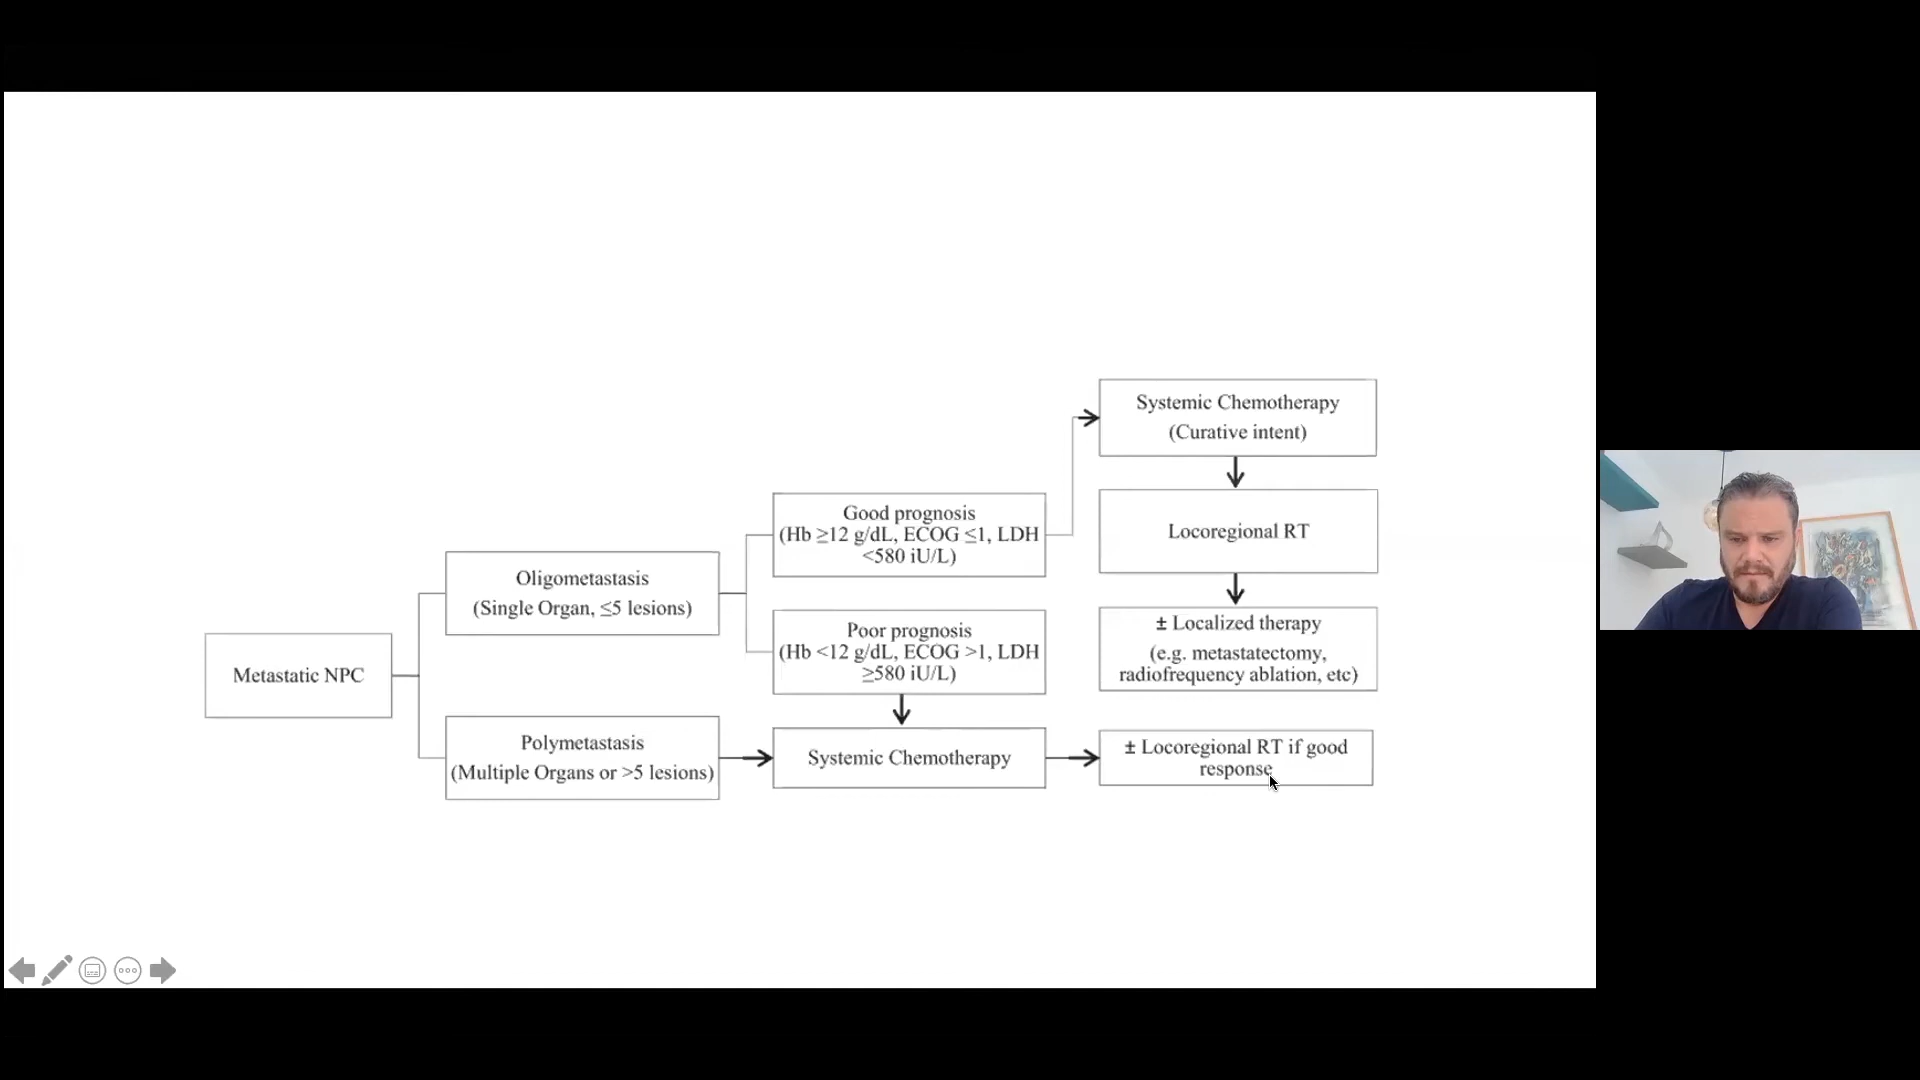 Metastatic NPC
Oligometastasis
(Single Organ, ≤5 lesions)
Polymetastasis
(Multiple Organs or >5 lesions)
Good prognosis
(Hb ≥12 g/dL, ECOG ≤1, LDH
<580 iU/L)
Poor prognosis
(Hb <12 g/dL, ECOG >1, LDH
≥580 iU/L)
Systemic Chemotherapy
Systemic Chemotherapy
(Curative intent)
Locoregional RT
± Localized therapy
(e.g. metastatectomy,
radiofrequency ablation, etc)
± Locoregional RT if good
response